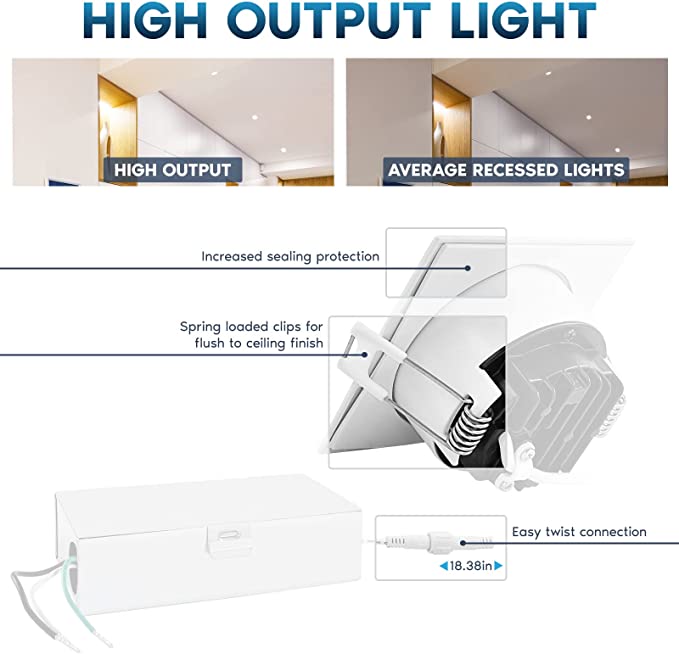 HIGH OUTPUT LIGHT
HIGH OUTPUT
AVERAGE RECESSED LIGHTS
Increased sealing protection
Spring loaded clips for
flush to ceiling finish
Easy twist connection
18.38in